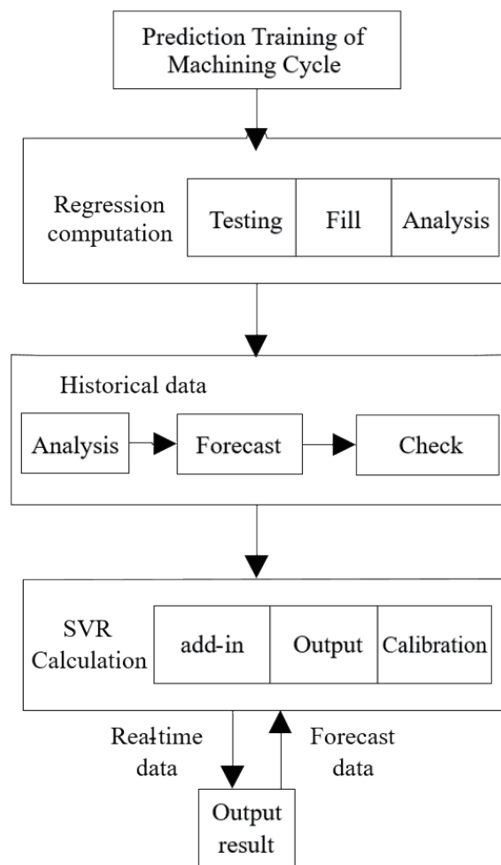 Prediction Training of
Machining Cycle
Regression
computation
Testing
Fill
Analysis
Historical data
Analysis
Forecast
Check
SVR
Calculation
add-in
Output
Calibration
Real-time
data
Forecast
data
Output
result